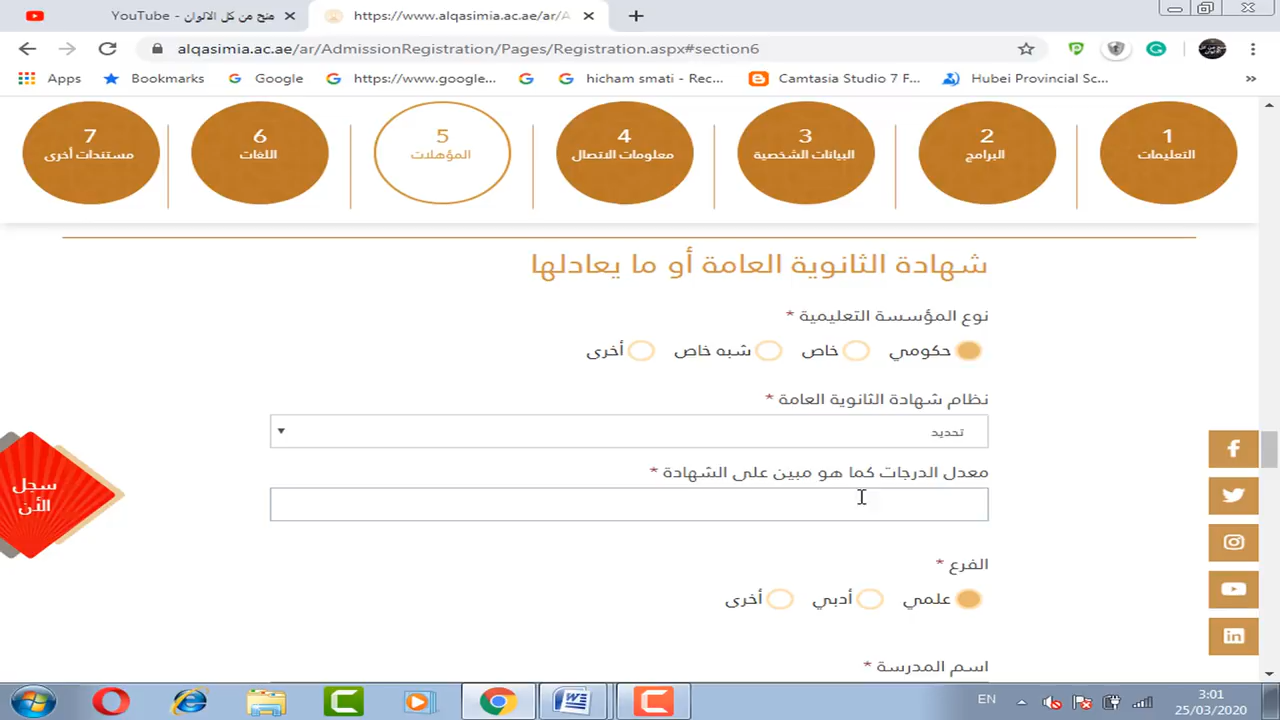 منح من كل الالوان - YouTube
https://www.alqasimia.ac.ae/ar/A
alqasimia.ac.ae/ar/AdmissionRegistration/Pages/Registration.aspx#section6
Apps
Bookmarks
Google
https://www.google...
hicham smati - Rec...
Camtasia Studio 7 F...
Hubei Provincial Sc...
»
1
التعليمات
2
البرامج
3
البيانات الشخصية
4
معلومات الاتصال
5
المؤهلات
6
اللغات
7
مستندات أخرى
شهادة الثانوية العامة أو ما يعادلها
نوع المؤسسة التعليمية *
حكومي
خاص
شبه خاص
أخرى
نظام شهادة الثانوية العامة *
تحديد
معدل الدرجات كما هو مبين على الشهادة *
الفرع *
علمي
أدبي
أخرى
اسم المدرسة *
سجل
الأن
EN
3:01
25/03/2020